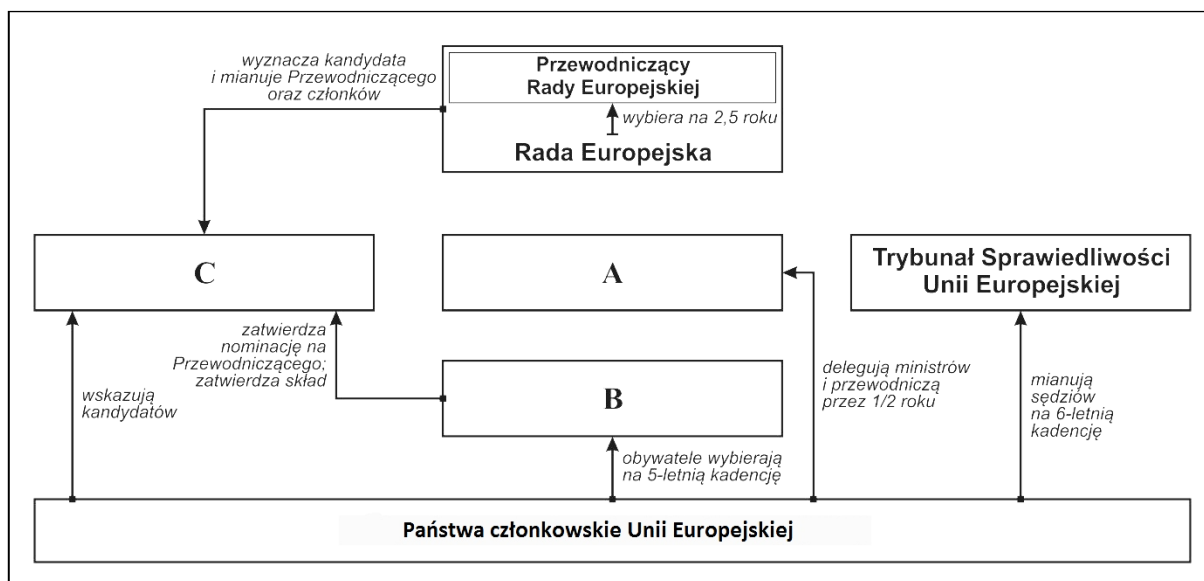 wyznacza kandydata
i mianuje Przewodniczącego
oraz członków
Przewodniczący
Rady Europejskiej
wybiera na 2,5 roku
Rada Europejska
C
A
Trybunał Sprawiedliwości
Unii Europejskiej
zatwierdza
nominację na
Przewodniczącego;
zatwierdza skład
wskazują
kandydatów
B
delegują ministrów
i przewodniczą
przez 1/2 roku
mianują
sędziów
na 6-letnią
kadencję
obywatele wybierają
na 5-letnią kadencję
Państwa członkowskie Unii Europejskiej